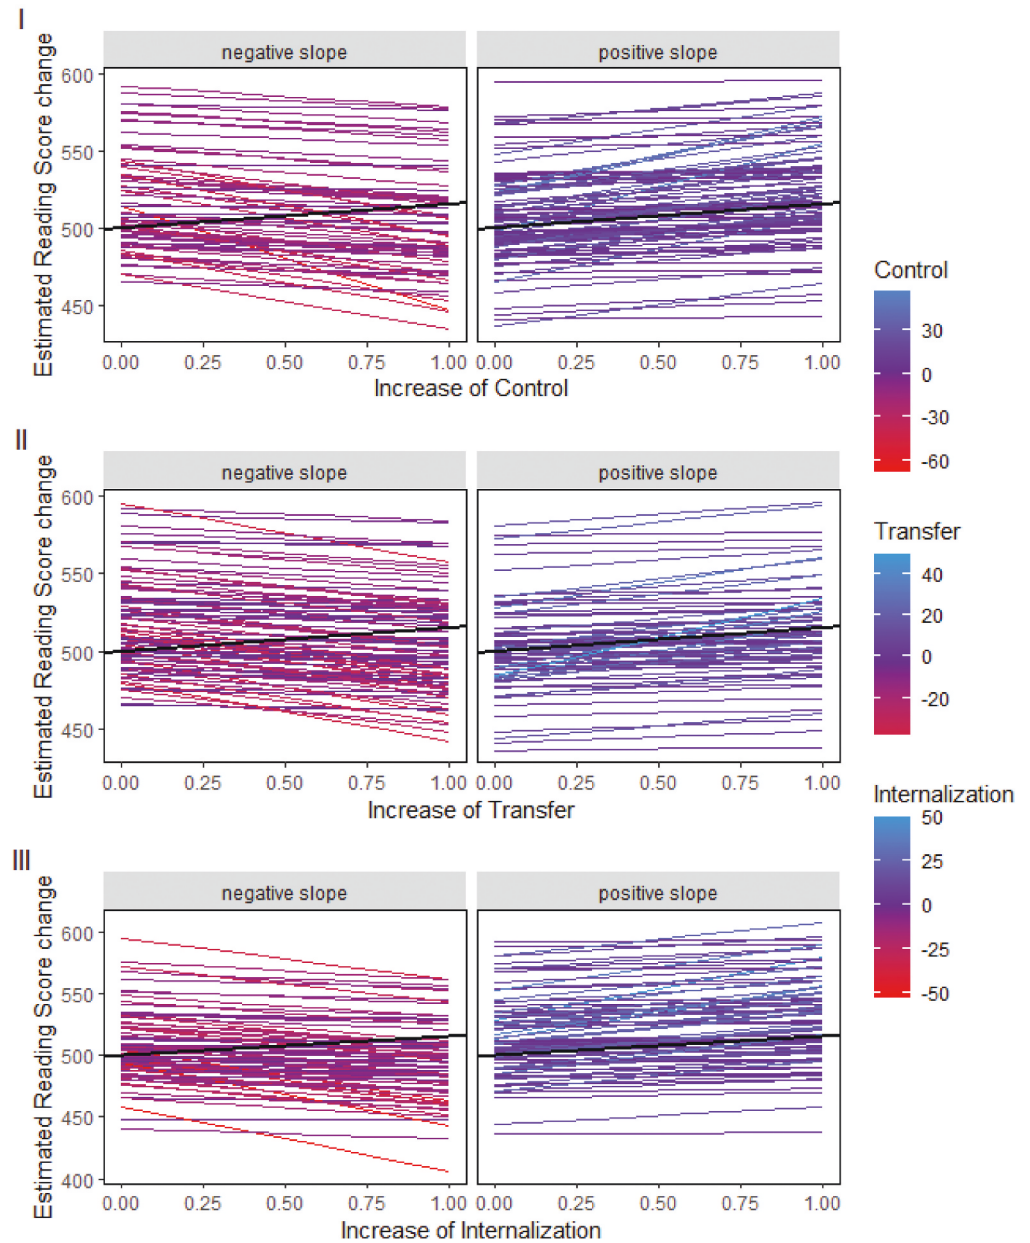 I
negative slope
positive slope
Estimated Reading Score change
600
550
500
450
0.00 0.25 0.50 0.75 1.00
0.00 0.25 0.50 0.75 1.00
Increase of Control
Control
30
0
-30
-60
II
negative slope
positive slope
Estimated Reading Score change
600
550
500
450
0.00 0.25 0.50 0.75 1.00
0.00 0.25 0.50 0.75 1.00
Increase of Transfer
Transfer
40
20
0
-20
III
negative slope
positive slope
Estimated Reading Score change
600
550
500
450
400
0.00 0.25 0.50 0.75 1.00
0.00 0.25 0.50 0.75 1.00
Increase of Internalization
Internalization
50
25
0
-25
-50